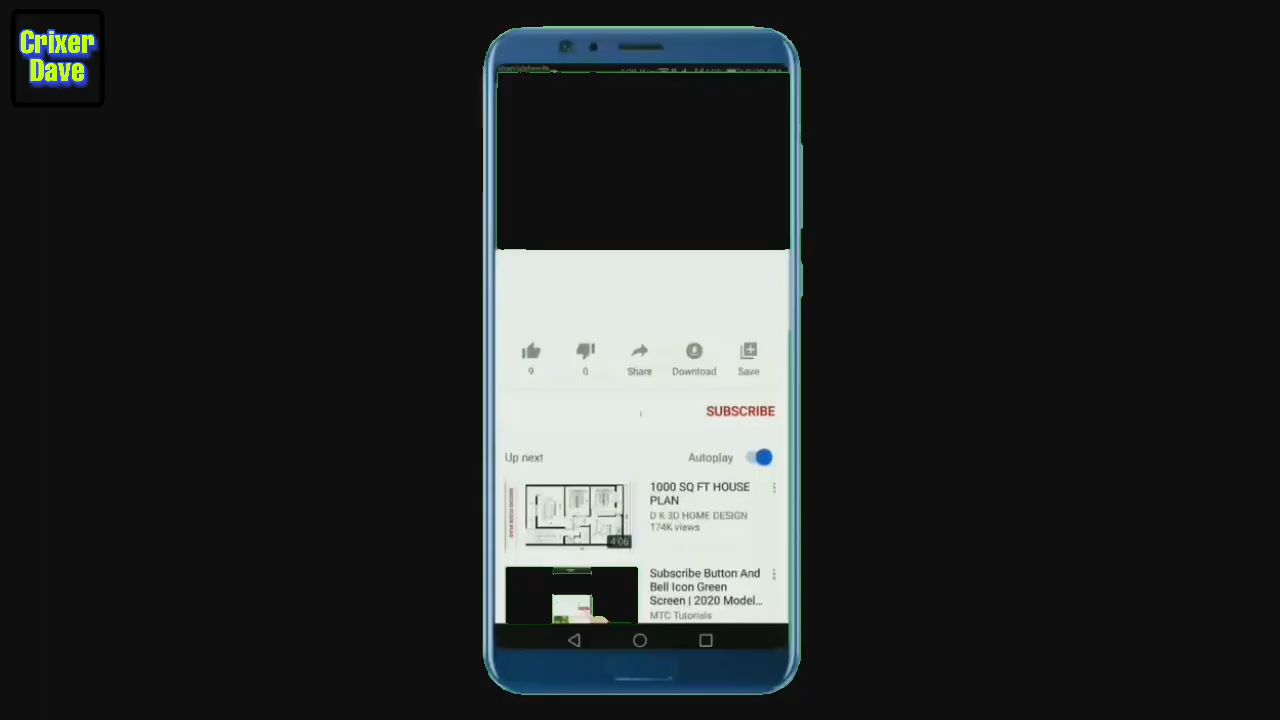 Crixer
Dave
9
0
Share
Download
Save
SUBSCRIBE
Up next
Autoplay
1000 SQ FT HOUSE
PLAN
D K 3D HOME DESIGN
174K views
4:06
Subscribe Button And
Bell Icon Green
Screen | 2020 Model...
MTC Tutorials